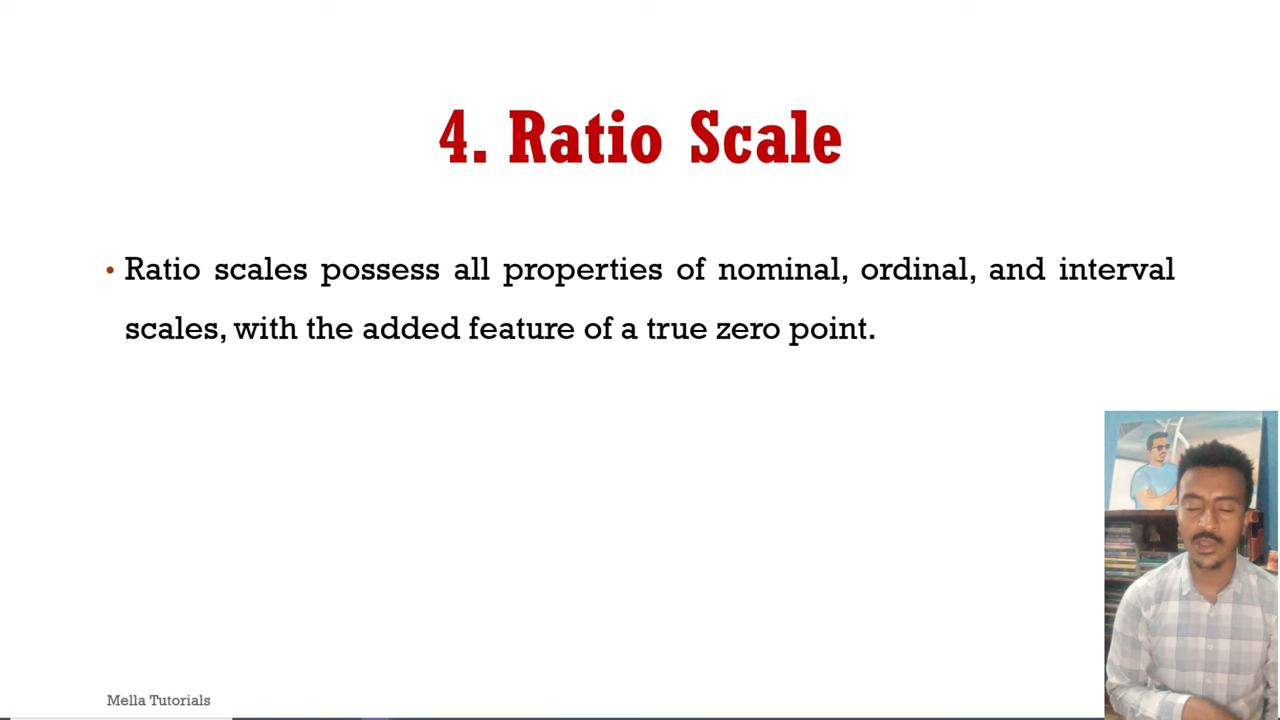 4. Ratio Scale
• Ratio scales possess all properties of nominal, ordinal, and interval
scales, with the added feature of a true zero point.
Mella Tutorials